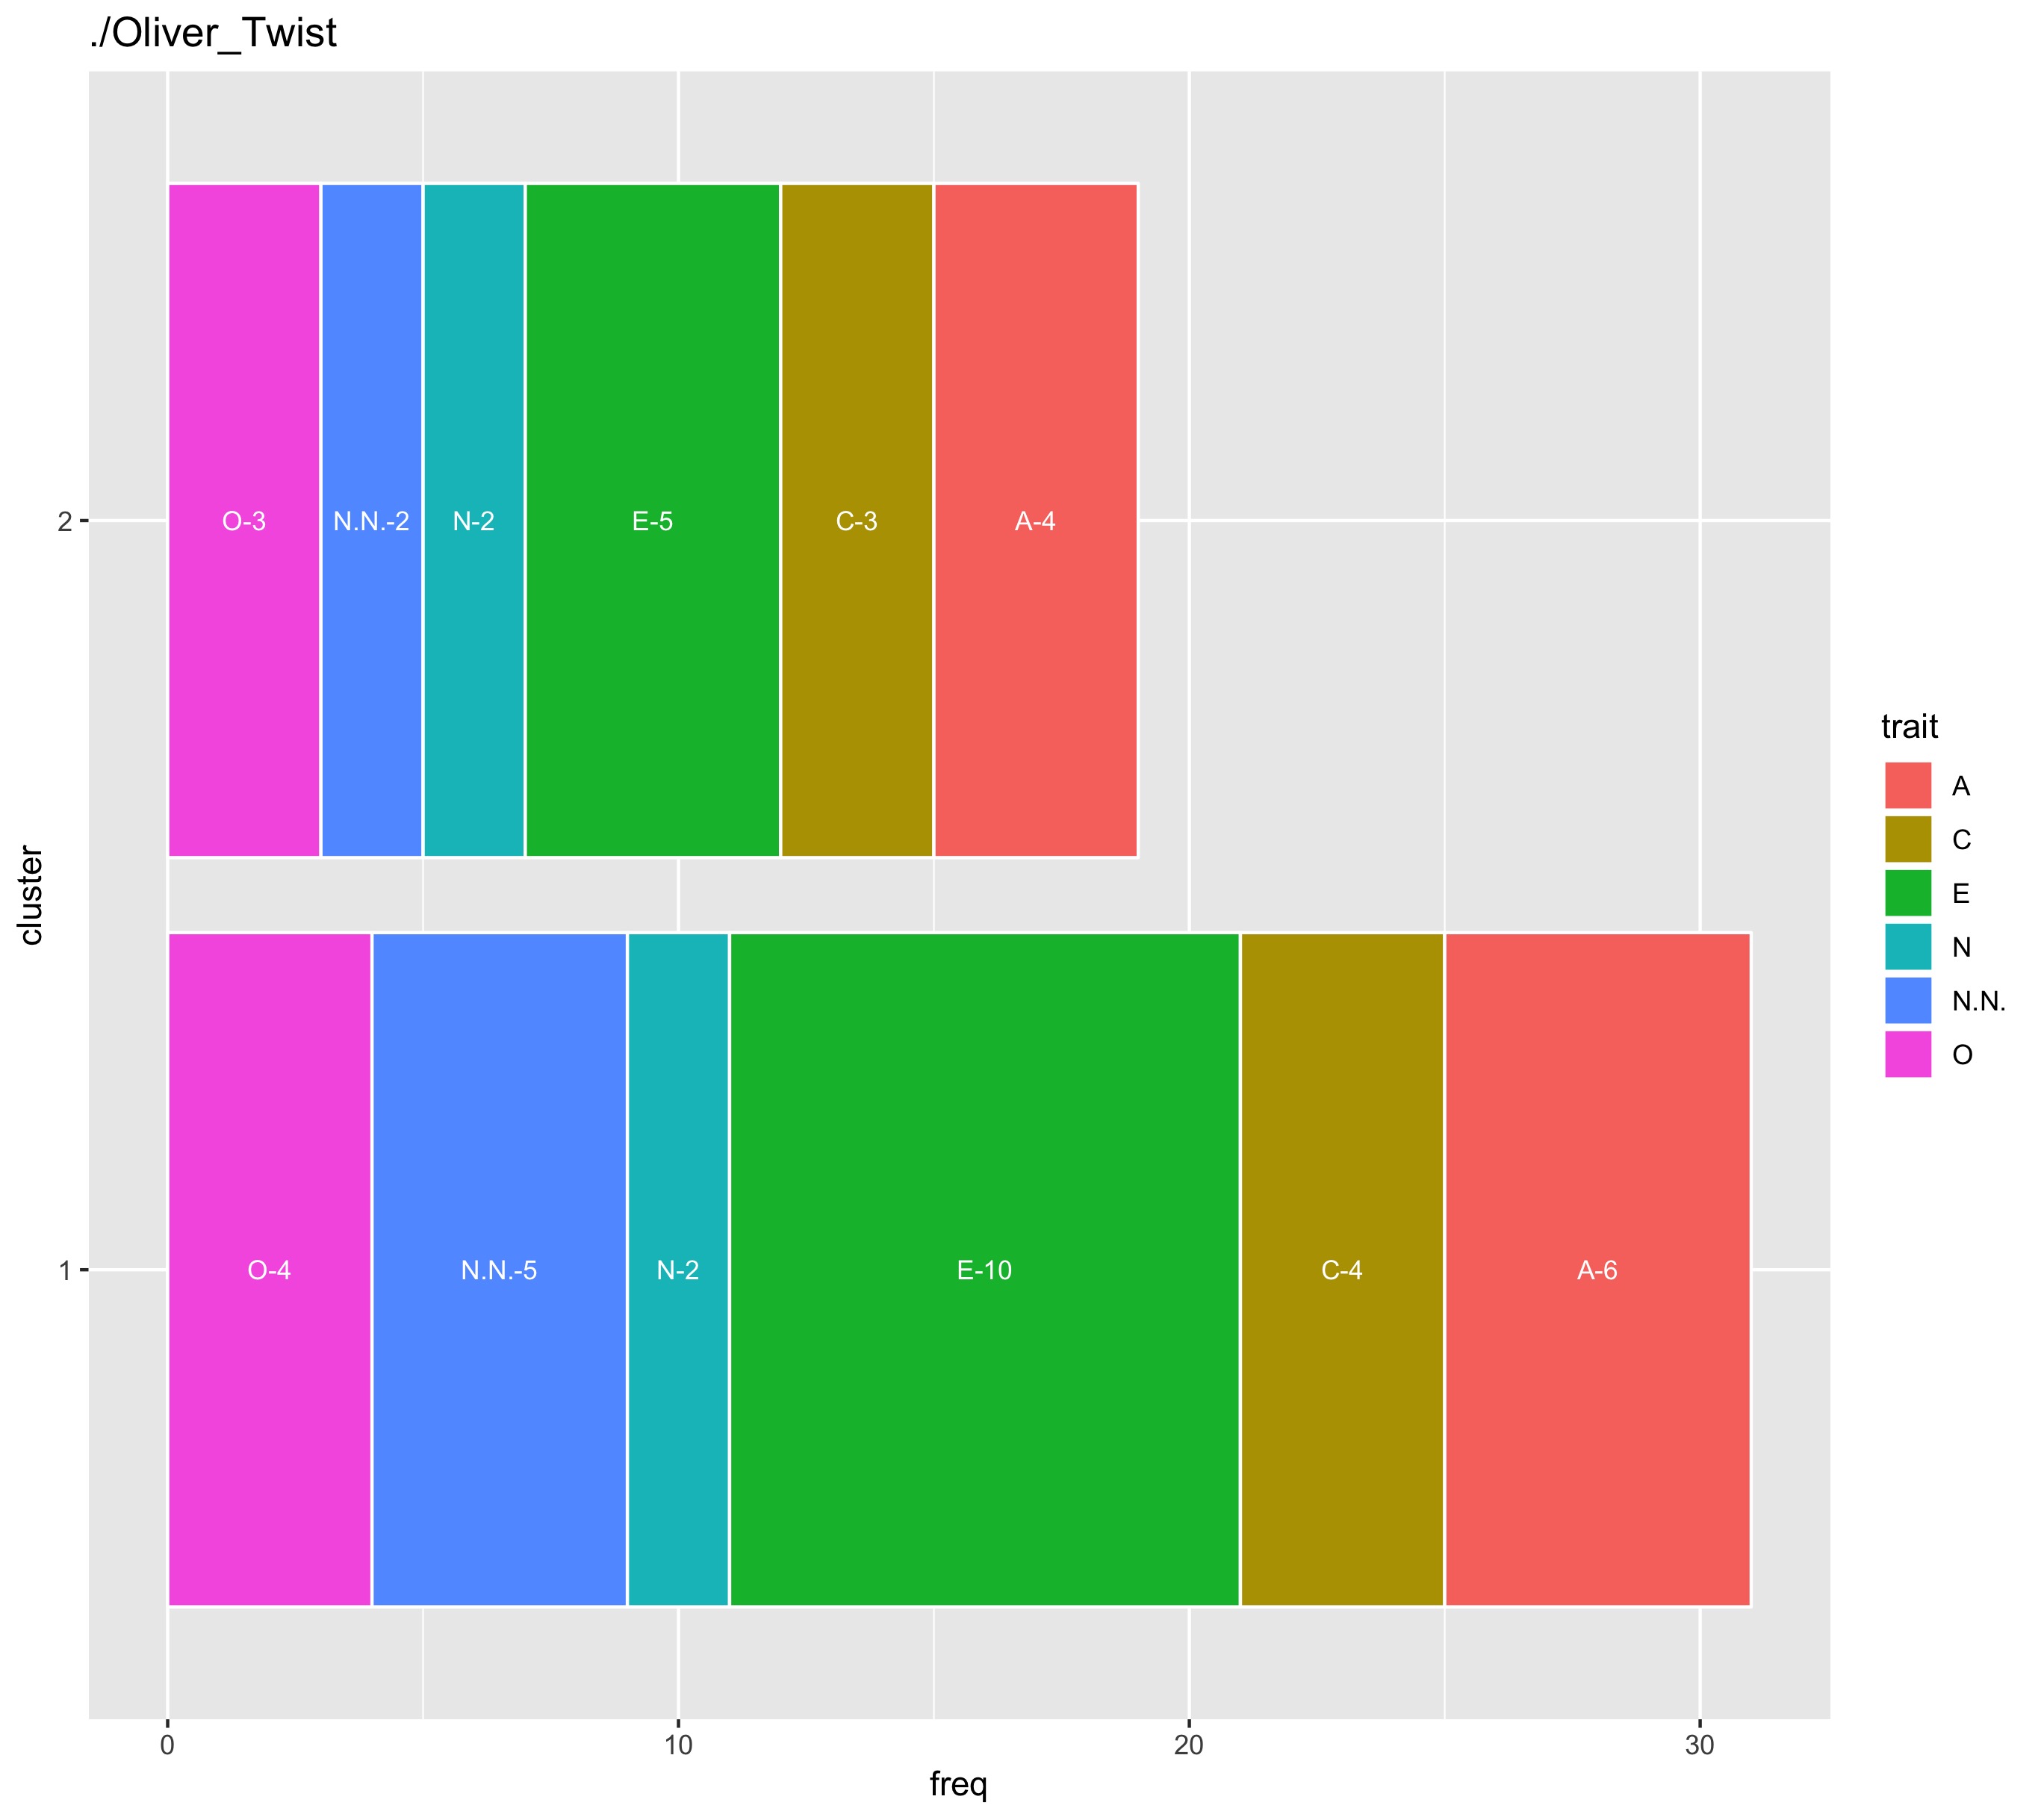 ./Oliver_Twist
cluster
2
O-3 N.N.-2 N-2 E-5 C-3 A-4
1
O-4 N.N.-5 N-2 E-10 C-4 A-6
0 10 20 30
freq
trait
A
C
E
N
N.N.
O